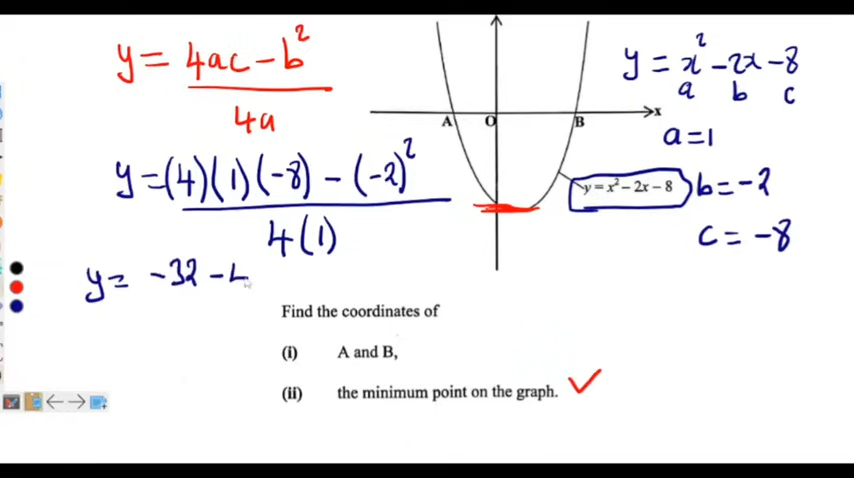 y = 4ac - b²
4a
y = x² - 2x - 8
a b c
a = 1
A O B x
y = (4)(1)(-8) - (-2)²
4(1)
y = x² – 2x – 8
b = -2
c = -8
y = -32 - 4
Find the coordinates of
(i) A and B,
(ii) the minimum point on the graph.